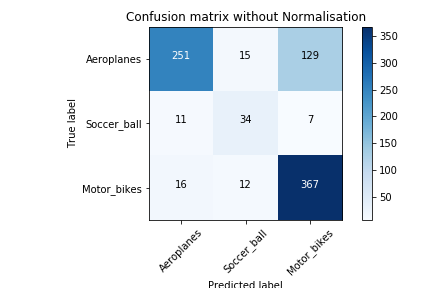 Confusion matrix without Normalisation
True label
Aeroplanes 251 15 129
Soccer_ball 11 34 7
Motor_bikes 16 12 367
Aeroplanes Soccer_ball Motor_bikes
Predicted label
350
300
250
200
150
100
50